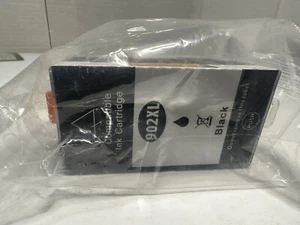 Compatible
Ink Cartridge
902XL
Black